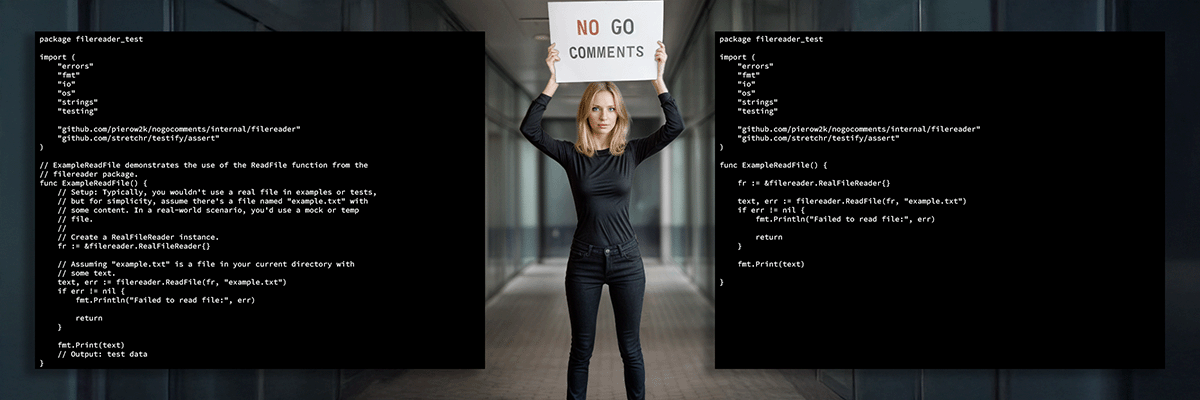 package filereader_test
import (
"errors"
"fmt"
"io"
"os"
"strings"
"testing"
"github.com/pierow2k/nogocomments/internal/filereader"
"github.com/stretchr/testify/assert"
)
// ExampleReadFile demonstrates the use of the ReadFile function from the
// filereader package.
func ExampleReadFile() {
// Setup: Typically, you wouldn't use a real file in examples or tests,
// but for simplicity, assume there's a file named "example.txt" with
// some content. In a real-world scenario, you'd use a mock or temp
// file.
//
// Create a RealFileReader instance.
fr := &filereader.RealFileReader{}
// Assuming "example.txt" is a file in your current directory with
// some text.
text, err := filereader.ReadFile(fr, "example.txt")
if err != nil {
fmt.Println("Failed to read file:", err)
return
}
fmt.Print(text)
// Output: test data
}
NO GO
COMMENTS
package filereader_test
import (
"errors"
"fmt"
"io"
"os"
"strings"
"testing"
"github.com/pierow2k/nogocomments/internal/filereader"
"github.com/stretchr/testify/assert"
)
func ExampleReadFile() {
fr := &filereader.RealFileReader{}
text, err := filereader.ReadFile(fr, "example.txt")
if err != nil {
fmt.Println("Failed to read file:", err)
return
}
fmt.Print(text)
}